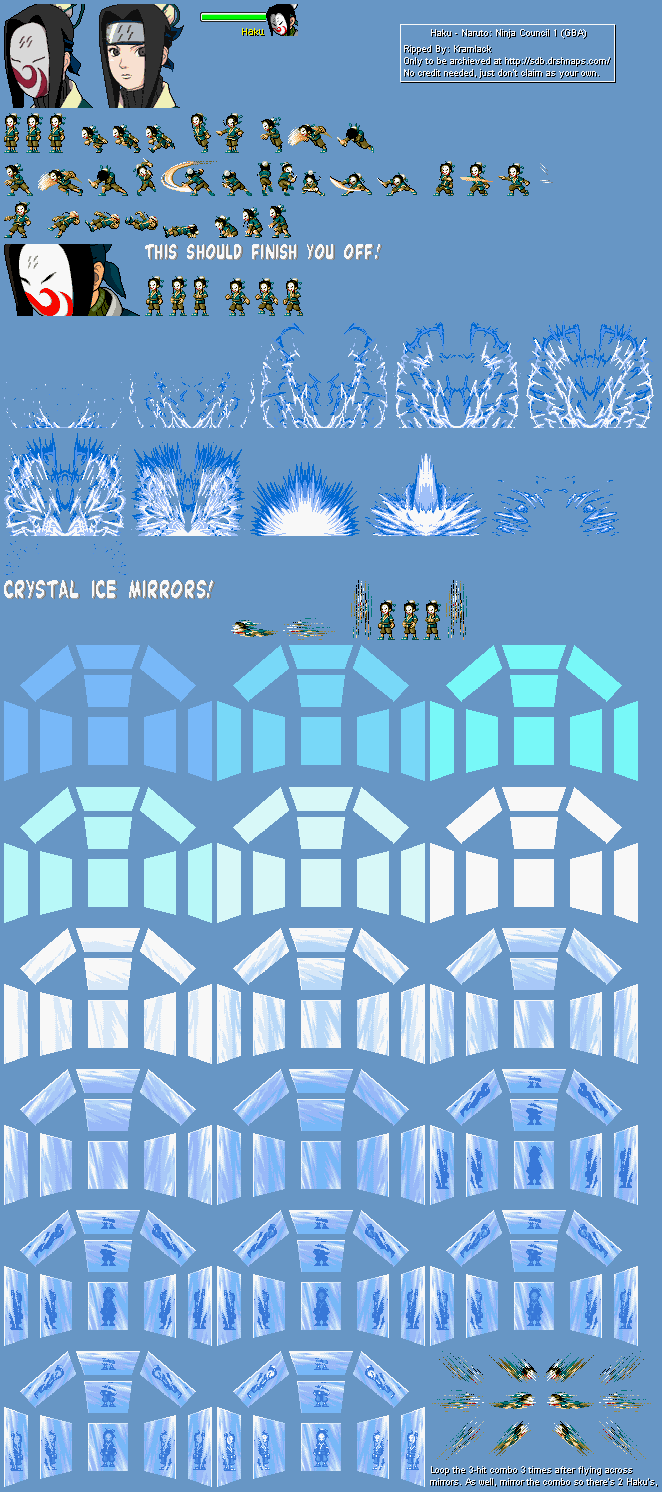 Haku
Haku - Naruto: Ninja Council 1 (GBA)
Ripped By: Kramlack
Only to be archieved at http://sdb.drshnaps.com/
No credit needed, just don't claim as your own.
THIS SHOULD FINISH YOU OFF!
CRYSTAL ICE MIRRORS!
Loop the 3-hit combo 3 times after flying across
mirrors. As well, mirror the combo so there's 2 Haku's,